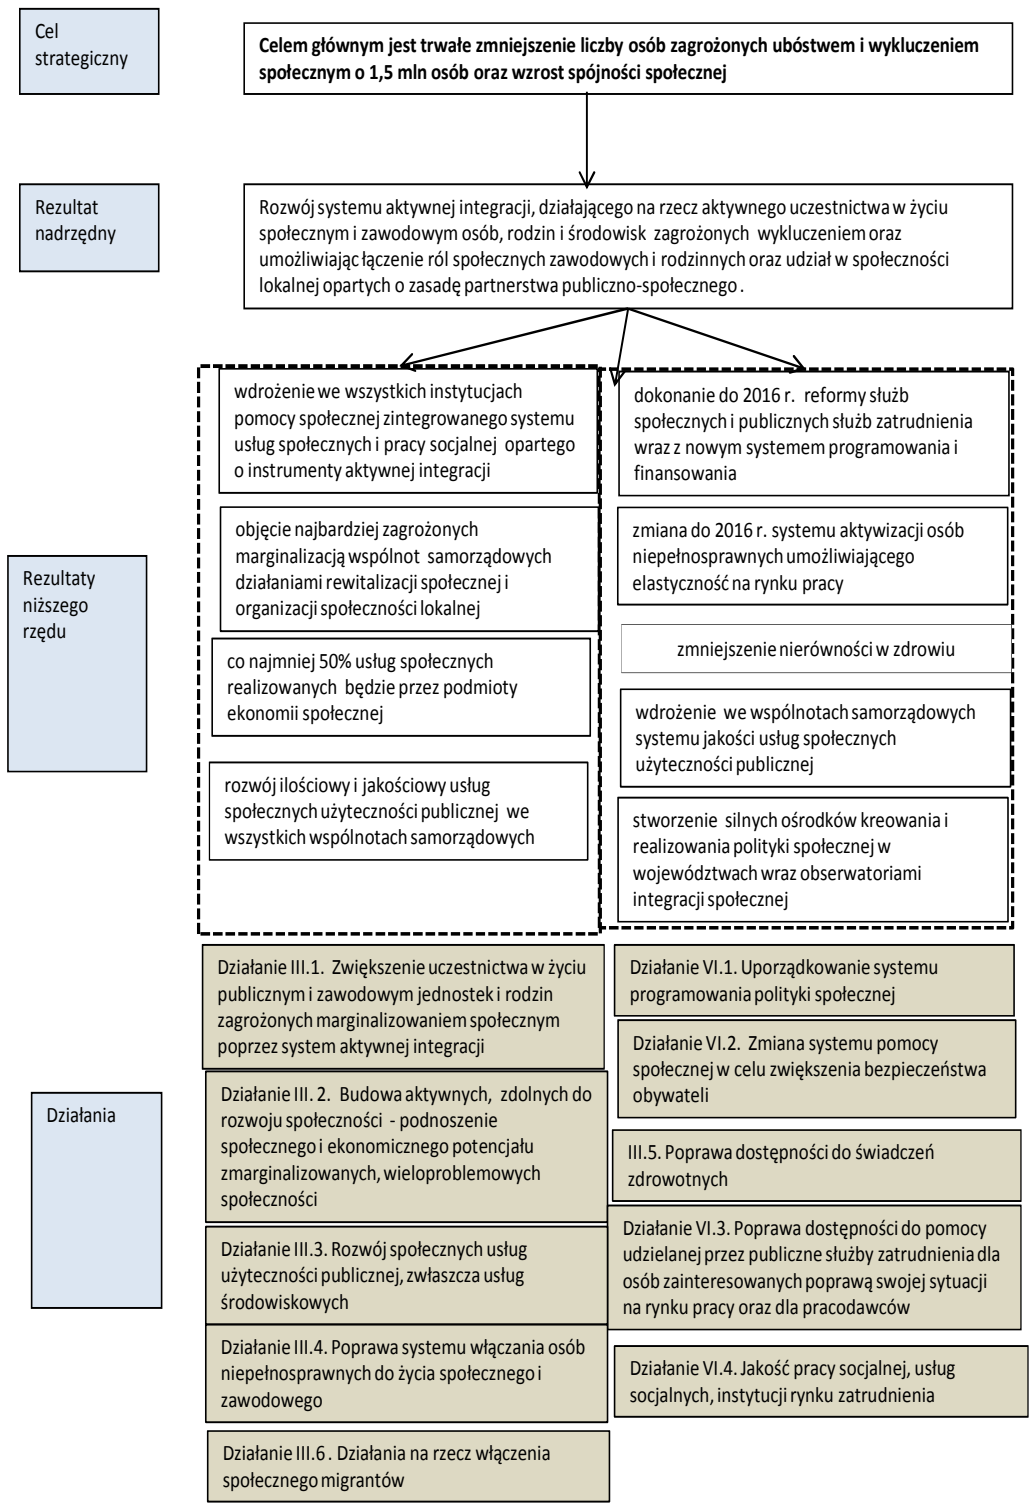 Cel
strategiczny
Celem głównym jest trwałe zmniejszenie liczby osób zagrożonych ubóstwem i wykluczeniem
społecznym o 1,5 mln osób oraz wzrost spójności społecznej
Rezultat
nadrzędny
Rozwój systemu aktywnej integracji, działającego na rzecz aktywnego uczestnictwa w życiu
społecznym i zawodowym osób, rodzin i środowisk zagrożonych wykluczeniem oraz
umożliwiając łączenie ról społecznych zawodowych i rodzinnych oraz udział w społeczności
lokalnej opartych o zasadę partnerstwa publiczno-społecznego .
Rezultaty
niższego
rzędu
wdrożenie we wszystkich instytucjach
pomocy społecznej zintegrowanego systemu
usług społecznych i pracy socjalnej opartego
o instrumenty aktywnej integracji
objęcie najbardziej zagrożonych
marginalizacją wspólnot samorządowych
działaniami rewitalizacji społecznej i
organizacji społeczności lokalnej
co najmniej 50% usług społecznych
realizowanych będzie przez podmioty
ekonomii społecznej
rozwój ilościowy i jakościowy usług
społecznych użyteczności publicznej we
wszystkich wspólnotach samorządowych
dokonanie do 2016 r. reformy służb
społecznych i publicznych służb zatrudnienia
wraz z nowym systemem programowania i
finansowania
zmiana do 2016 r. systemu aktywizacji osób
niepełnosprawnych umożliwiającego
elastyczność na rynku pracy
zmniejszenie nierówności w zdrowiu
wdrożenie we wspólnotach samorządowych
systemu jakości usług społecznych
użyteczności publicznej
stworzenie silnych ośrodków kreowania i
realizowania polityki społecznej w
województwach wraz obserwatoriami
integracji społecznej
Działania
Działanie III.1. Zwiększenie uczestnictwa w życiu
publicznym i zawodowym jednostek i rodzin
zagrożonych marginalizowaniem społecznym
poprzez system aktywnej integracji
Działanie III. 2. Budowa aktywnych, zdolnych do
rozwoju społeczności - podnoszenie
społecznego i ekonomicznego potencjału
zmarginalizowanych, wieloproblemowych
społeczności
Działanie III.3. Rozwój społecznych usług
użyteczności publicznej, zwłaszcza usług
środowiskowych
Działanie III.4. Poprawa systemu włączania osób
niepełnosprawnych do życia społecznego i
zawodowego
Działanie III.6 . Działania na rzecz włączenia
społecznego migrantów
Działanie VI.1. Uporządkowanie systemu
programowania polityki społecznej
Działanie VI.2. Zmiana systemu pomocy
społecznej w celu zwiększenia bezpieczeństwa
obywateli
III.5. Poprawa dostępności do świadczeń
zdrowotnych
Działanie VI.3. Poprawa dostępności do pomocy
udzielanej przez publiczne służby zatrudnienia dla
osób zainteresowanych poprawą swojej sytuacji
na rynku pracy oraz dla pracodawców
Działanie VI.4. Jakość pracy socjalnej, usług
socjalnych, instytucji rynku zatrudnienia